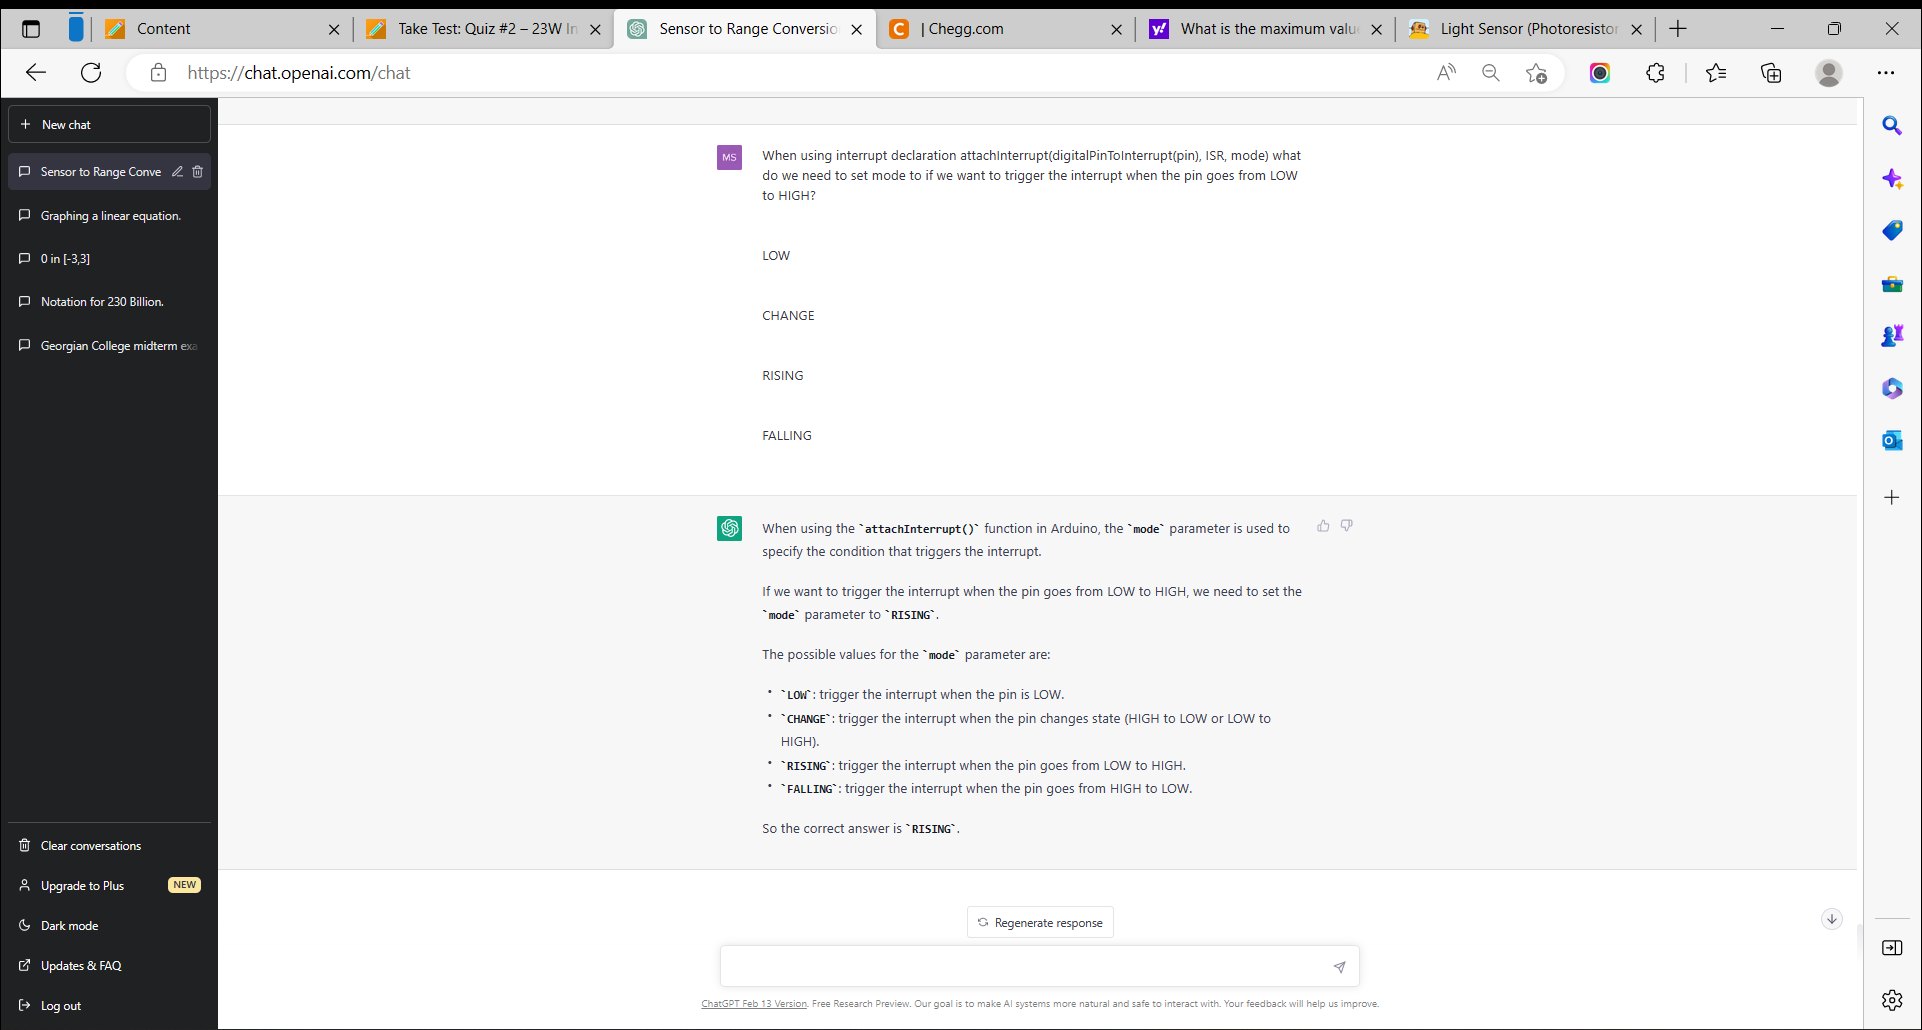 Content
Take Test: Quiz #2 – 23W In
Sensor to Range Conversio
| Chegg.com
What is the maximum valu
Light Sensor (Photoresistor
https://chat.openai.com/chat
New chat
Sensor to Range Conve
Graphing a linear equation.
0 in [-3,3]
Notation for 230 Billion.
Georgian College midterm exa
Clear conversations
Upgrade to Plus NEW
Dark mode
Updates & FAQ
Log out
MS
When using interrupt declaration attachInterrupt(digitalPinToInterrupt(pin), ISR, mode) what
do we need to set mode to if we want to trigger the interrupt when the pin goes from LOW
to HIGH?
LOW
CHANGE
RISING
FALLING
When using the `attachInterrupt()` function in Arduino, the `mode` parameter is used to
specify the condition that triggers the interrupt.
If we want to trigger the interrupt when the pin goes from LOW to HIGH, we need to set the
`mode` parameter to `RISING`.
The possible values for the `mode` parameter are:
• `LOW`: trigger the interrupt when the pin is LOW.
• `CHANGE`: trigger the interrupt when the pin changes state (HIGH to LOW or LOW to
HIGH).
• `RISING`: trigger the interrupt when the pin goes from LOW to HIGH.
• `FALLING`: trigger the interrupt when the pin goes from HIGH to LOW.
So the correct answer is `RISING`.
Regenerate response
ChatGPT Feb 13 Version. Free Research Preview. Our goal is to make AI systems more natural and safe to interact with. Your feedback will help us improve.